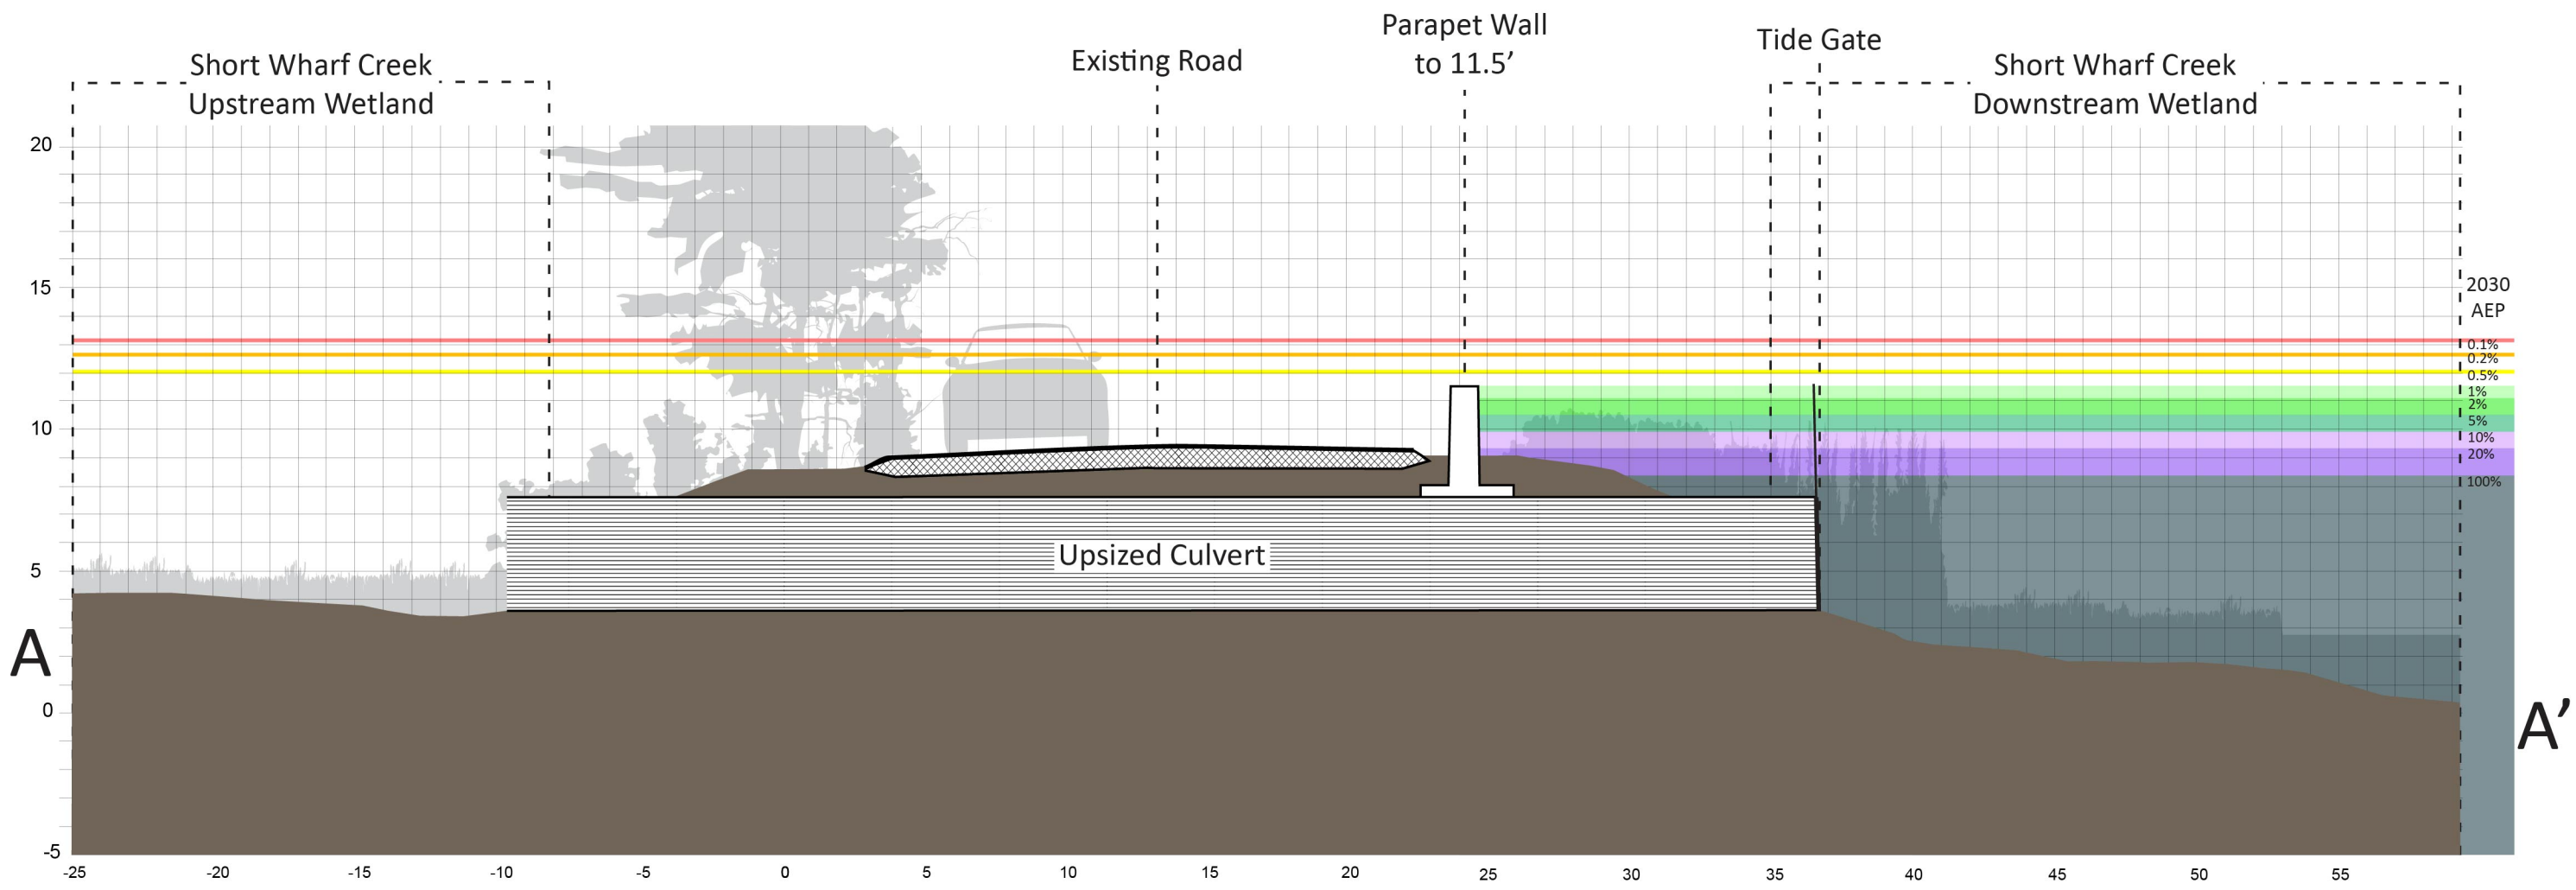 Parapet Wall
to 11.5’
Tide Gate
Existing Road
Short Wharf Creek
Upstream Wetland
Short Wharf Creek
Downstream Wetland
20
15
10
5
0
-5
2030
AEP
0.1%
0.2%
0.5%
1%
2%
5%
10%
20%
100%
Upsized Culvert
A
A’
-25 -20 -15 -10 -5 0 5 10 15 20 25 30 35 40 45 50 55